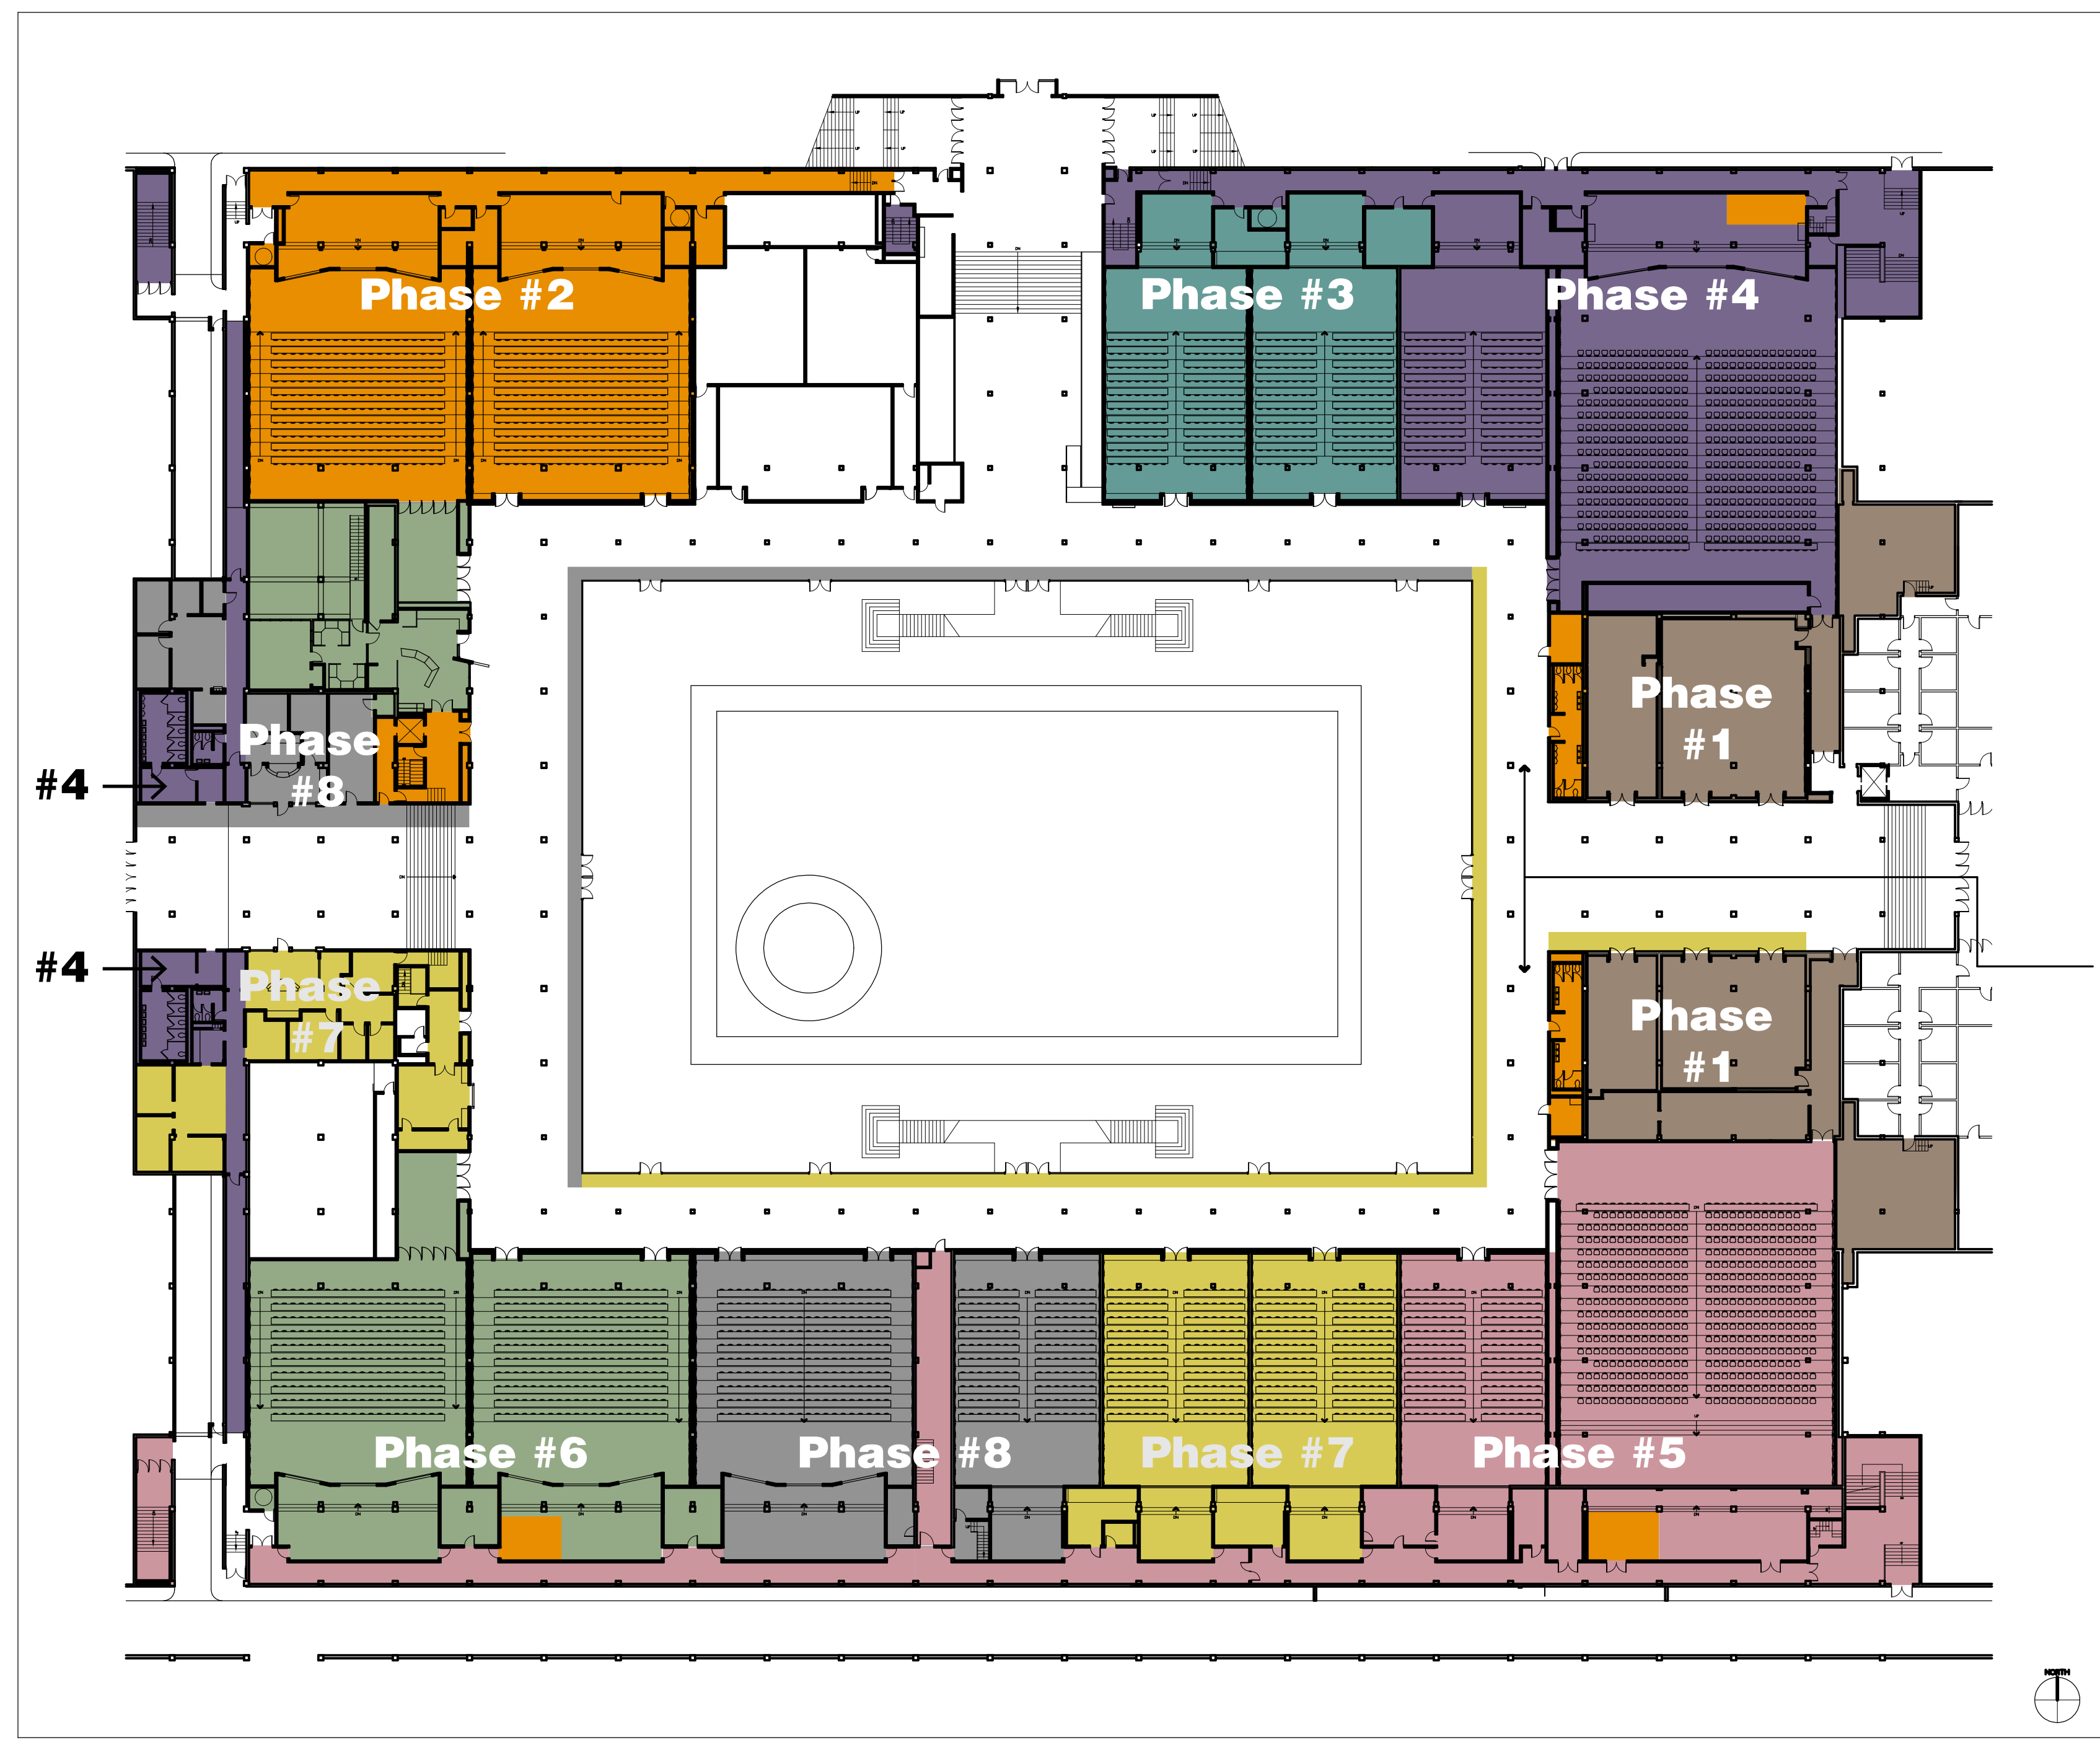 Phase #2
Phase #3
Phase #4
Phase
#1
Phase
#8
#4
#4
Phase
#7
Phase
#1
Phase #6
Phase #8
Phase #7
Phase #5
NORTH